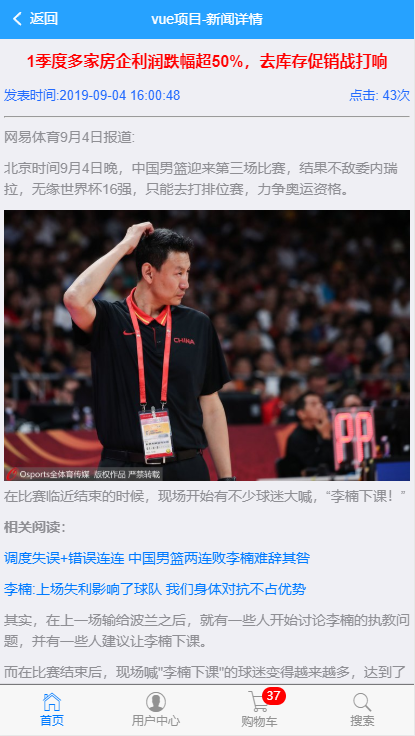 返回 vue项目-新闻详情
1季度多家房企利润跌幅超50%，去库存促销战打响
发表时间:2019-09-04 16:00:48 点击: 43次
网易体育9月4日报道:
北京时间9月4日晚，中国男篮迎来第三场比赛，结果不敌委内瑞
拉，无缘世界杯16强，只能去打排位赛，力争奥运资格。
CHINA
Osports全体育传媒 版权作品 严禁转载
在比赛临近结束的时候，现场开始有不少球迷大喊，“李楠下课！”
相关阅读：
调度失误+错误连连 中国男篮两连败李楠难辞其咎
李楠:上场失利影响了球队 我们身体对抗不占优势
其实，在上一场输给波兰之后，就有一些人开始讨论李楠的执教问
题，并有一些人建议让李楠下课。
而在比赛结束后，现场喊"李楠下课"的球迷变得越来越多，达到了
37
首页 用户中心 购物车 搜索